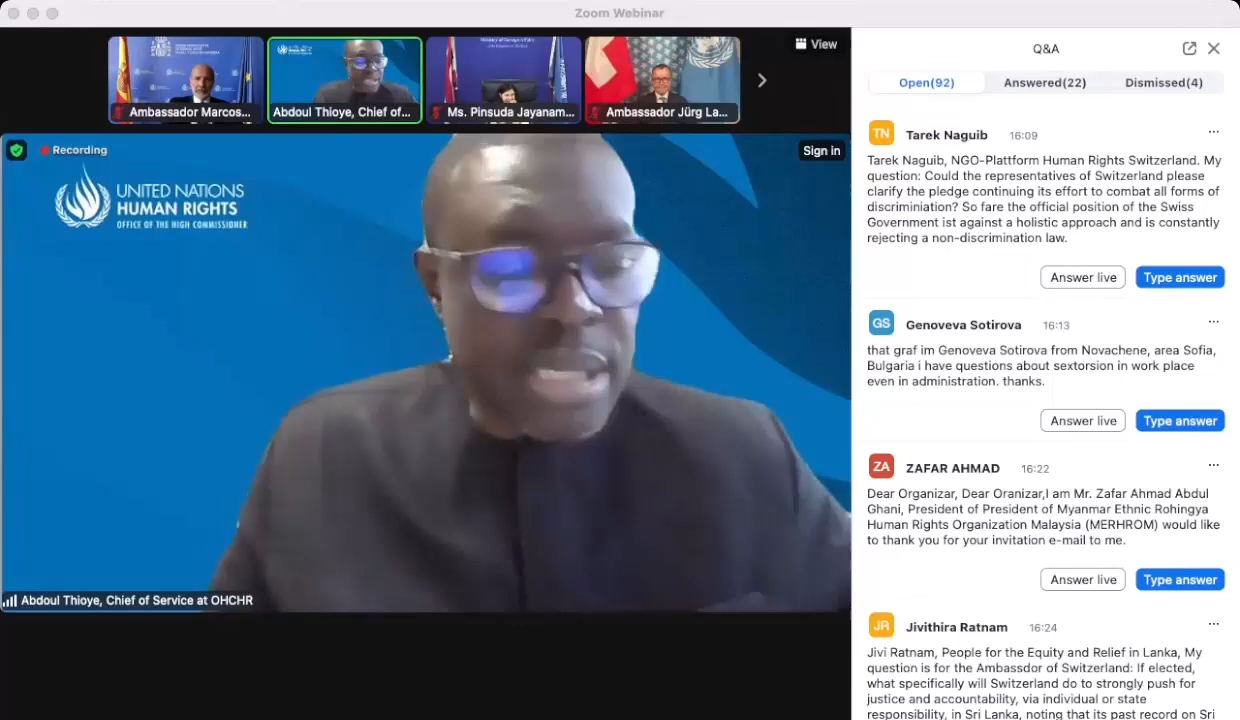 Zoom Webinar
View
Ambassador Marcos...
Abdoul Thioye, Chief of...
Ms. Pinsuda Jayanam...
Ambassador Jürg La...
Recording
Sign in
UNITED NATIONS
HUMAN RIGHTS
OFFICE OF THE HIGH COMMISSIONER
Abdoul Thioye, Chief of Service at OHCHR
Q&A
Open(92)
Answered(22)
Dismissed(4)
TN
Tarek Naguib 16:09
...
Tarek Naguib, NGO-Plattform Human Rights Switzerland. My
question: Could the representatives of Switzerland please
clarify the pledge continuing its effort to combat all forms of
discriminiation? So fare the official position of the Swiss
Government ist against a holistic approach and is constantly
rejecting a non-discrimination law.
Answer live
Type answer
GS
Genoveva Sotirova 16:13
...
that graf im Genoveva Sotirova from Novachene, area Sofia,
Bulgaria i have questions about sextorsion in work place
even in administration. thanks.
Answer live
Type answer
ZA
ZAFAR AHMAD 16:22
...
Dear Organizar, Dear Oranizar,I am Mr. Zafar Ahmad Abdul
Ghani, President of President of Myanmar Ethnic Rohingya
Human Rights Organization Malaysia (MERHROM) would like
to thank you for your invitation e-mail to me.
Answer live
Type answer
JR
Jivithira Ratnam 16:24
...
Jivi Ratnam, People for the Equity and Relief in Lanka, My
question is for the Ambassdor of Switzerland: If elected,
what specifically will Switzerland do to strongly push for
justice and accountability, via individual or state
responsibility, in Sri Lanka, noting that its past record on Sri